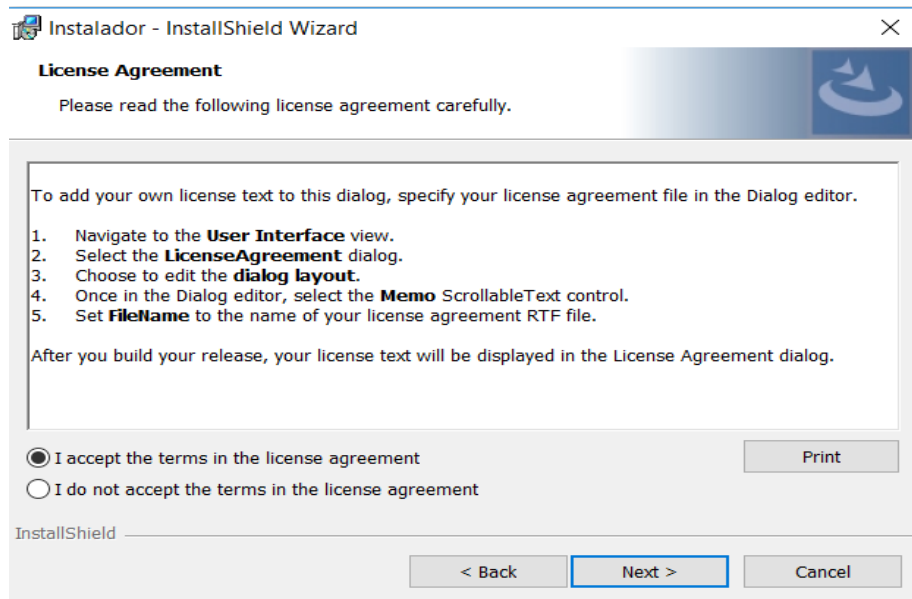 Instalador - InstallShield Wizard
License Agreement
Please read the following license agreement carefully.
To add your own license text to this dialog, specify your license agreement file in the Dialog editor.
1. Navigate to the User Interface view.
2. Select the LicenseAgreement dialog.
3. Choose to edit the dialog layout.
4. Once in the Dialog editor, select the Memo ScrollableText control.
5. Set FileName to the name of your license agreement RTF file.
After you build your release, your license text will be displayed in the License Agreement dialog.
I accept the terms in the license agreement
Print
I do not accept the terms in the license agreement
InstallShield
< Back
Next >
Cancel